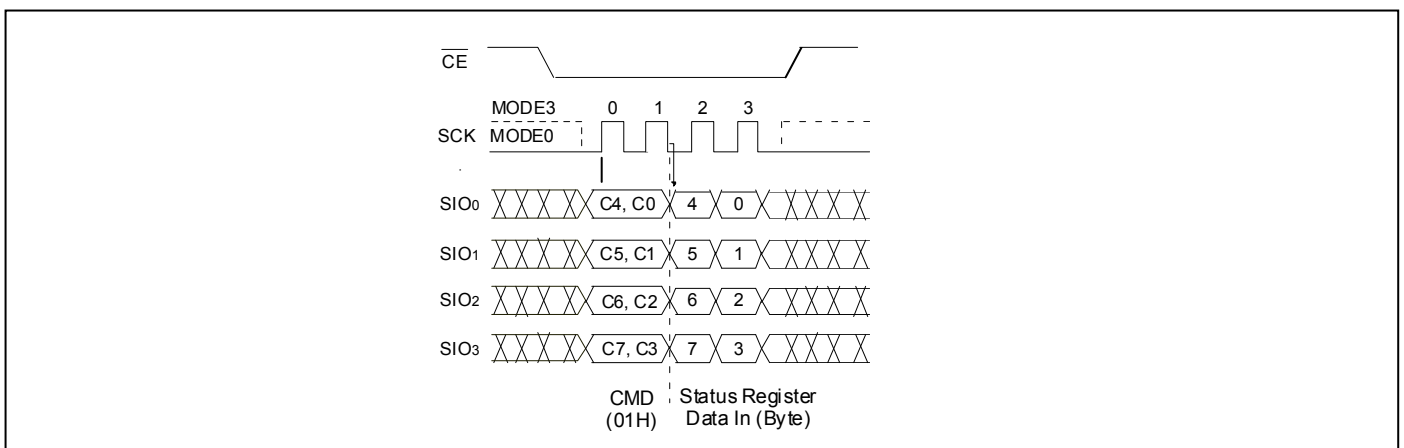 CE
MODE3 0 1 2 3
SCK MODE0
SIO0 C4, C0 4 0
SIO1 C5, C1 5 1
SIO2 C6, C2 6 2
SIO3 C7, C3 7 3
CMD Status Register
(01H) Data In (Byte)